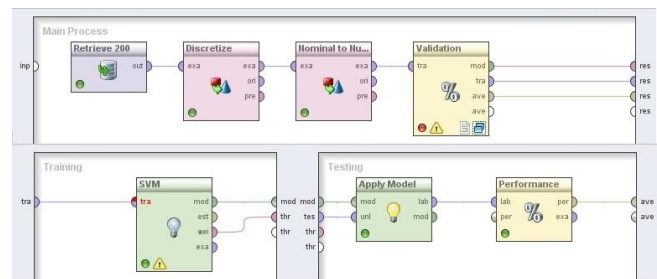 Main Process
Retrieve 200 Discretize Nominal to Nu... Validation
inp out exa exa exa exa tra mod res
ori ori tra res
pre pre ave res
ave res
Training Testing
SVM Apply Model Performance
tra tra mod mod mod mod lab lab per ave
est thr tes unl mod per exa ave
wei thr thr
exa thr